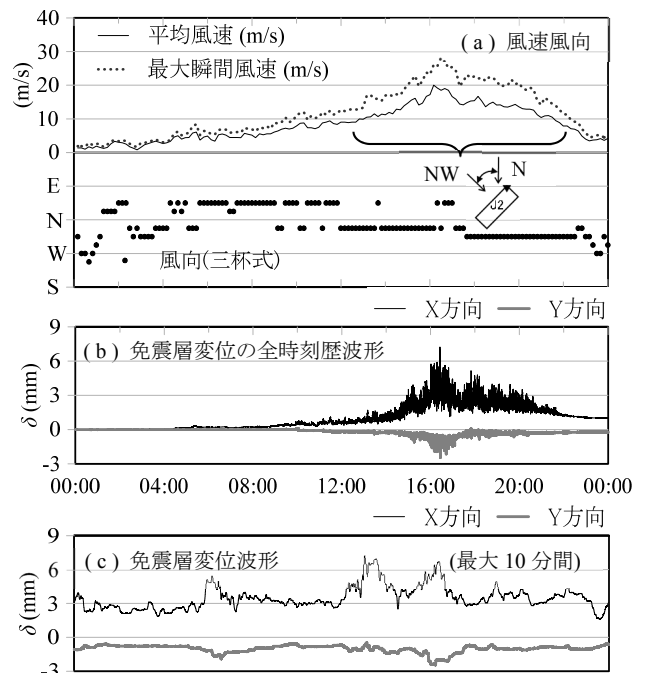 40
平均風速 (m/s)
( a ) 風速風向
30
最大瞬間風速 (m/s)
(m/s)
20
10
0
NW
N
E
J2
N
W
風向(三杯式)
S
X方向
Y方向
9
( b ) 免震層変位の全時刻歴波形
6
δ (mm)
3
0
-3
00:00 04:00 08:00 12:00 16:00 20:00 00:00
X方向
Y方向
9
( c ) 免震層変位波形
(最大 10 分間)
6
δ (mm)
3
0
-3